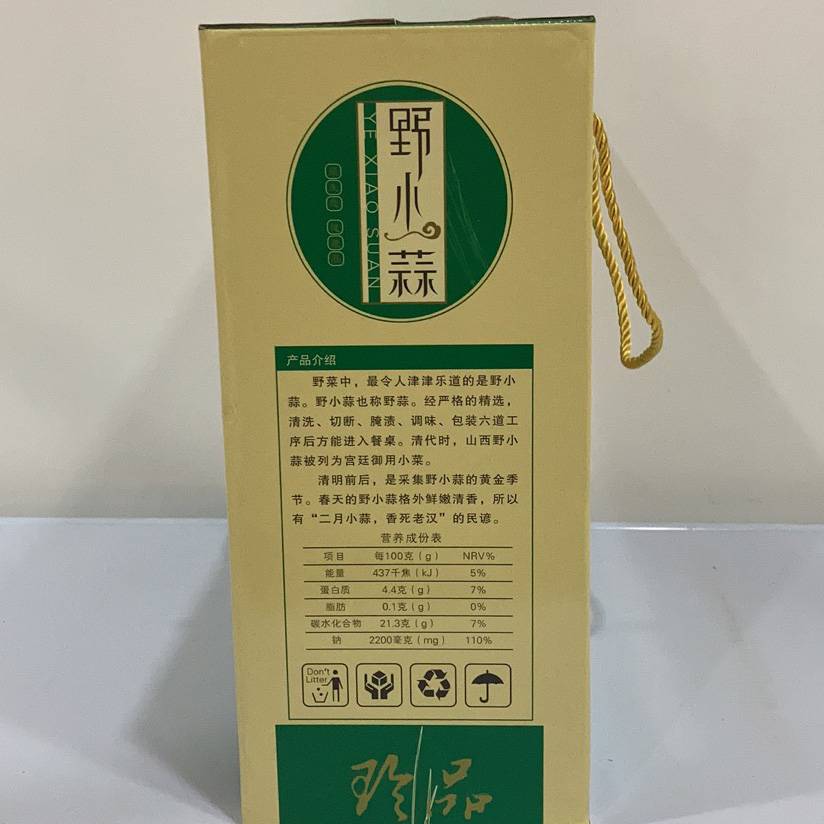 野小蒜
YE XIAO SUAN
产品介绍
野菜中，最令人津津乐道的是野小
蒜。野小蒜也称野蒜。经严格的精选，
清洗、切断、腌渍、调味、包装六道工
序后方能进入餐桌。清代时，山西野小
蒜被列为宫廷御用小菜。
清明前后，是采集野小蒜的黄金季
节。春天的野小蒜格外鲜嫩清香，所以
有“二月小蒜，香死老汉”的民谚。
营养成份表
项目 每100克（g） NRV%
能量 437千焦（kJ） 5%
蛋白质 4.4克（g） 7%
脂肪 0.1克（g） 0%
碳水化合物 21.3克（g） 7%
钠 2200毫克（mg） 110%
Don't
Litter
珍品